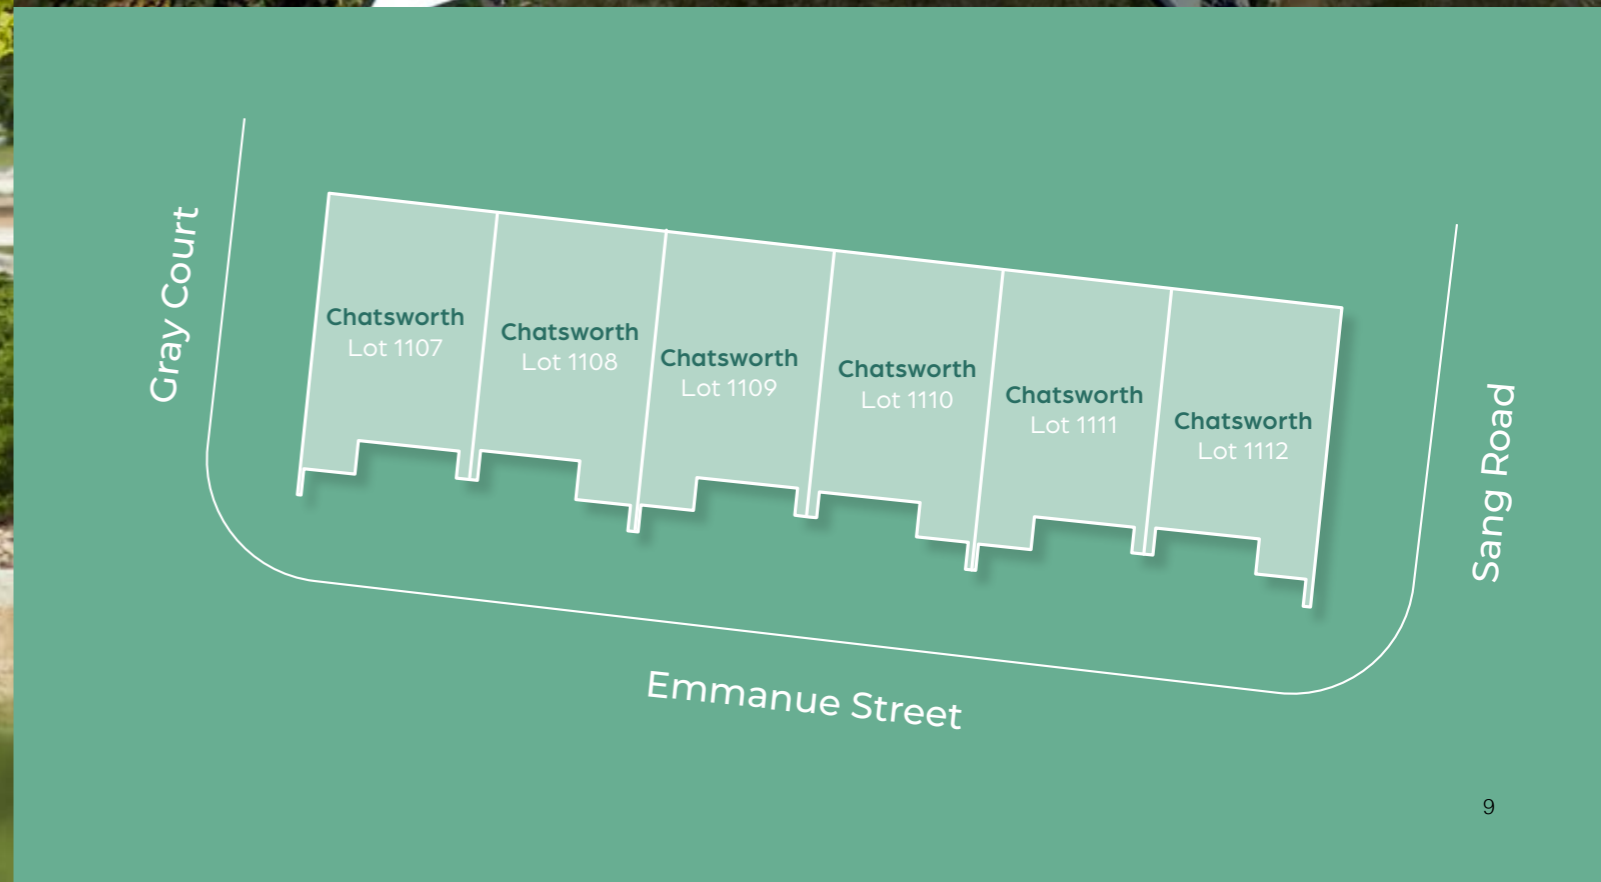 Gray Court
Chatsworth
Lot 1107
Chatsworth
Lot 1108
Chatsworth
Lot 1109
Chatsworth
Lot 1110
Chatsworth
Lot 1111
Chatsworth
Lot 1112
Sang Road
Emmanue Street
9